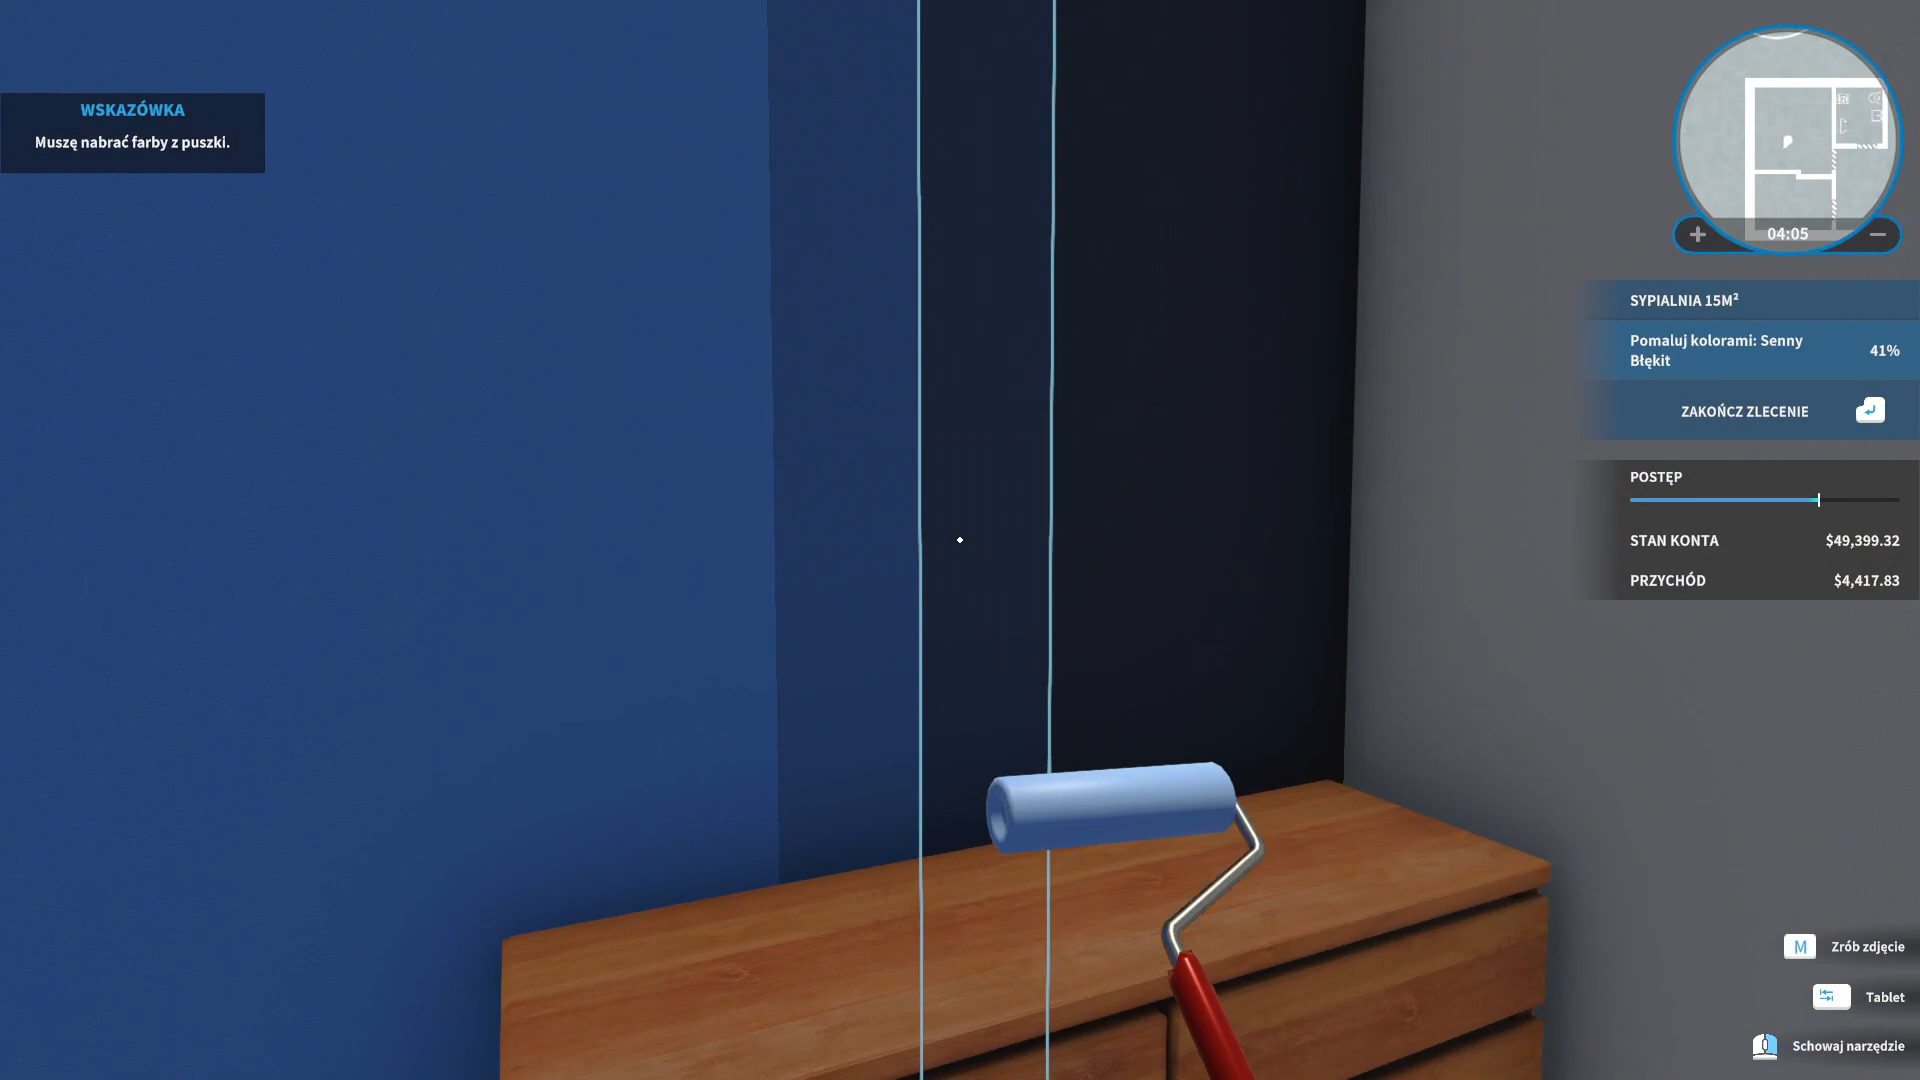 WSKAZÓWKA
Muszę nabrać farby z puszki.
04:05
SYPIALNIA 15M²
Pomaluj kolorami: Senny
Błękit
41%
ZAKOŃCZ ZLECENIE
POSTĘP
STAN KONTA $49,399.32
PRZYCHÓD $4,417.83
M Zrób zdjęcie
Tablet
Schowaj narzędzie